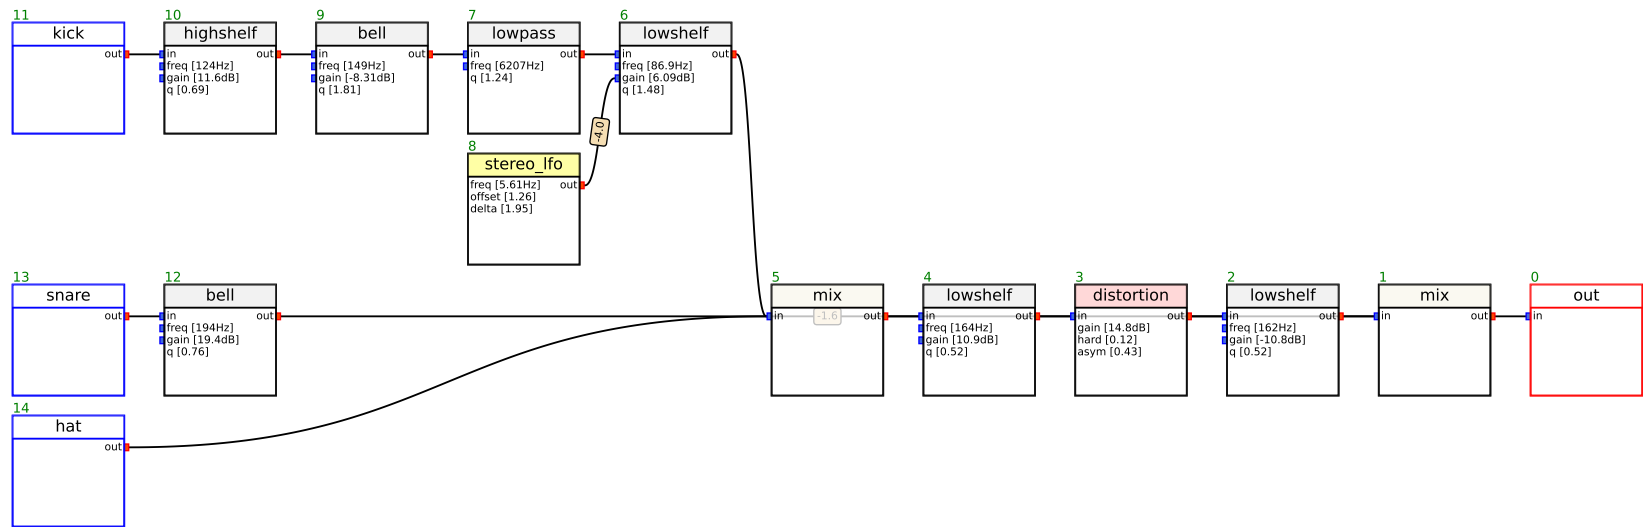 11
kick
out
10
highshelf
in out
freq [124Hz]
gain [11.6dB]
q [0.69]
9
bell
in out
freq [149Hz]
gain [-8.31dB]
q [1.81]
7
lowpass
in out
freq [6207Hz]
q [1.24]
6
lowshelf
in out
freq [86.9Hz]
gain [6.09dB]
q [1.48]
-4.0
8
stereo_lfo
freq [5.61Hz] out
offset [1.26]
delta [1.95]
13
snare
out
12
bell
in out
freq [194Hz]
gain [19.4dB]
q [0.76]
5
mix
in -1.6 out
4
lowshelf
in out
freq [164Hz]
gain [10.9dB]
q [0.52]
3
distortion
in out
gain [14.8dB]
hard [0.12]
asym [0.43]
2
lowshelf
in out
freq [162Hz]
gain [-10.8dB]
q [0.52]
1
mix
in out
0
out
in
14
hat
out